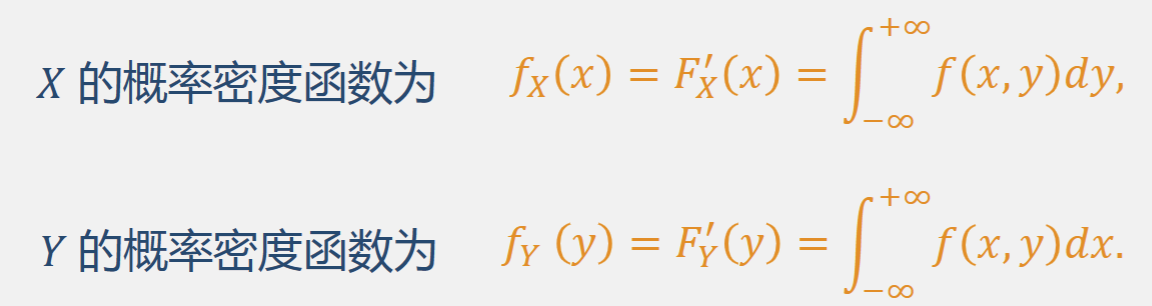 X 的概率密度函数为 f_X(x) = F′_X(x) = ∫_{−∞}^{+∞} f(x, y)dy,
Y 的概率密度函数为 f_Y (y) = F′_Y(y) = ∫_{−∞}^{+∞} f(x, y)dx.